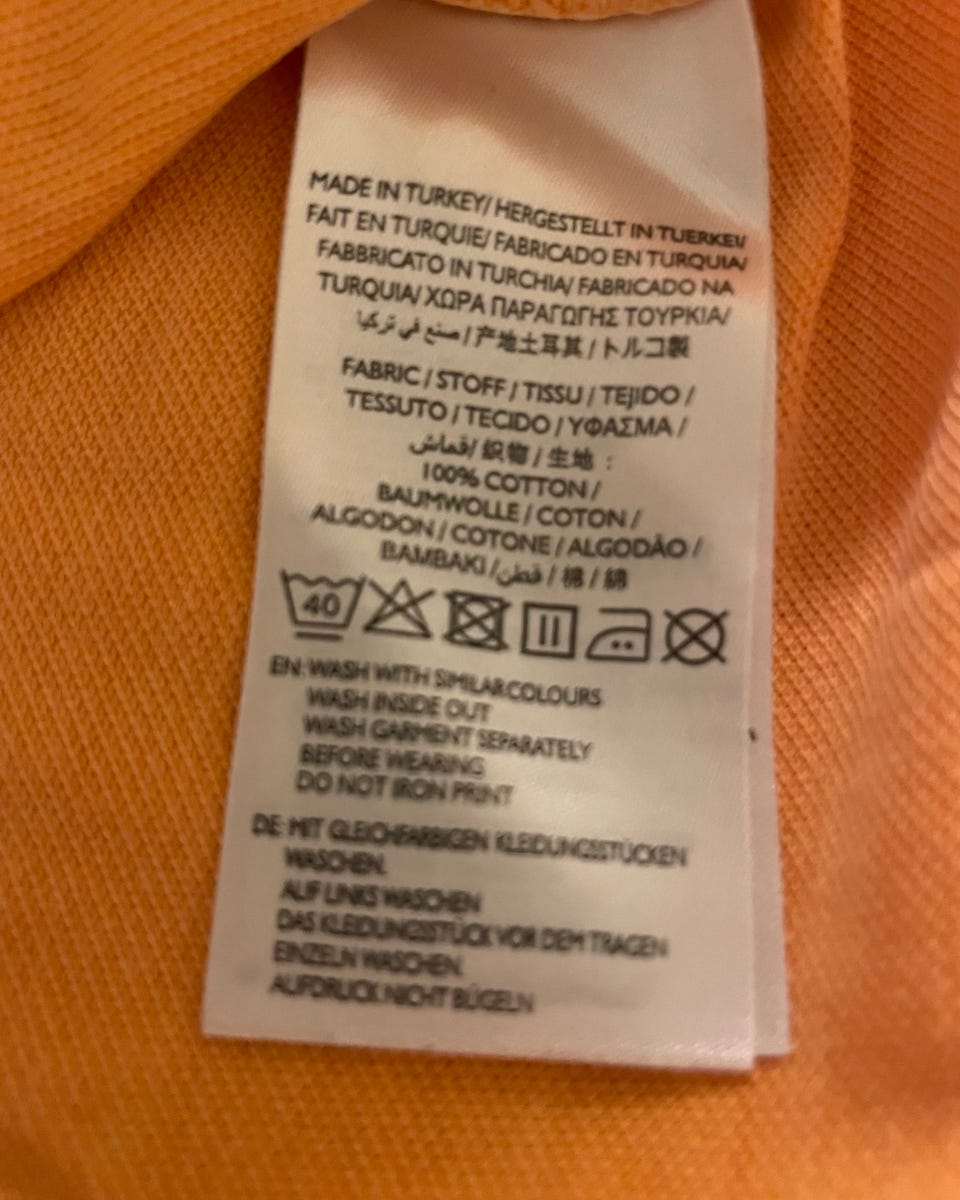 MADE IN TURKEY/ HERGESTELLT IN TUERKEI/
FAIT EN TURQUIE/ FABRICADO EN TURQUIA/
FABBRICATO IN TURCHIA/ FABRICADO NA
TURQUIA/ ΧΩΡΑ ΠΑΡΑΓΩΓΗΣ ΤΟΥΡΚΙΑ/
صنع في تركيا / 产地土耳其 / トルコ製
FABRIC / STOFF / TISSU / TEJIDO /
TESSUTO / TECIDO / ΥΦΑΣΜΑ /
قماش/ 织物 / 生地 :
100% COTTON /
BAUMWOLLE / COTON /
ALGODON / COTONE / ALGODÃO /
BAMBAKI / قطن / 棉 / 綿
40
EN: WASH WITH SIMILAR COLOURS
WASH INSIDE OUT
WASH GARMENT SEPARATELY
BEFORE WEARING
DO NOT IRON PRINT
DE: MIT GLEICHFARBIGEN KLEIDUNGSSTÜCKEN
WASCHEN.
AUF LINKS WASCHEN
DAS KLEIDUNGSSTÜCK VOR DEM TRAGEN
EINZELN WASCHEN.
AUFDRUCK NICHT BÜGELN